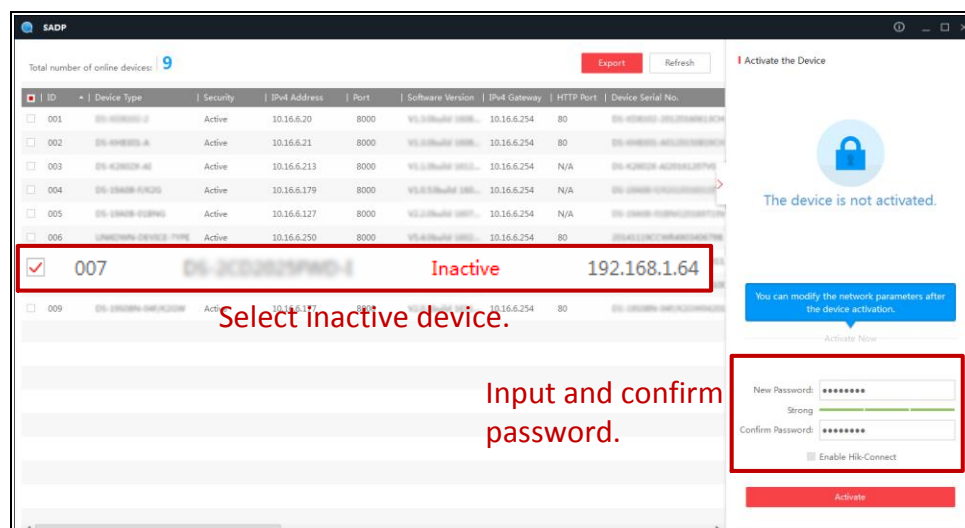 SADP
Total number of online devices: 9
Export
Refresh
ID | Device Type | Security | IPv4 Address | Port | Software Version | IPv4 Gateway | HTTP Port | Device Serial No.
001 Active 10.16.6.20 8000 10.16.6.254 80
002 Active 10.16.6.21 8000 10.16.6.254 80
003 Active 10.16.6.213 8000 10.16.6.254 N/A
004 Active 10.16.6.179 8000 10.16.6.254 N/A
005 Active 10.16.6.127 8000 10.16.6.254 N/A
006 Active 10.16.6.250 8000 10.16.6.254 80
007 Inactive 192.168.1.64
009 10.16.6.254 80
Select inactive device.
Input and confirm
password.
Activate the Device
The device is not activated.
You can modify the network parameters after
the device activation.
Activate Now
New Password: ••••••••
Strong
Confirm Password: ••••••••
Enable Hik-Connect
Activate